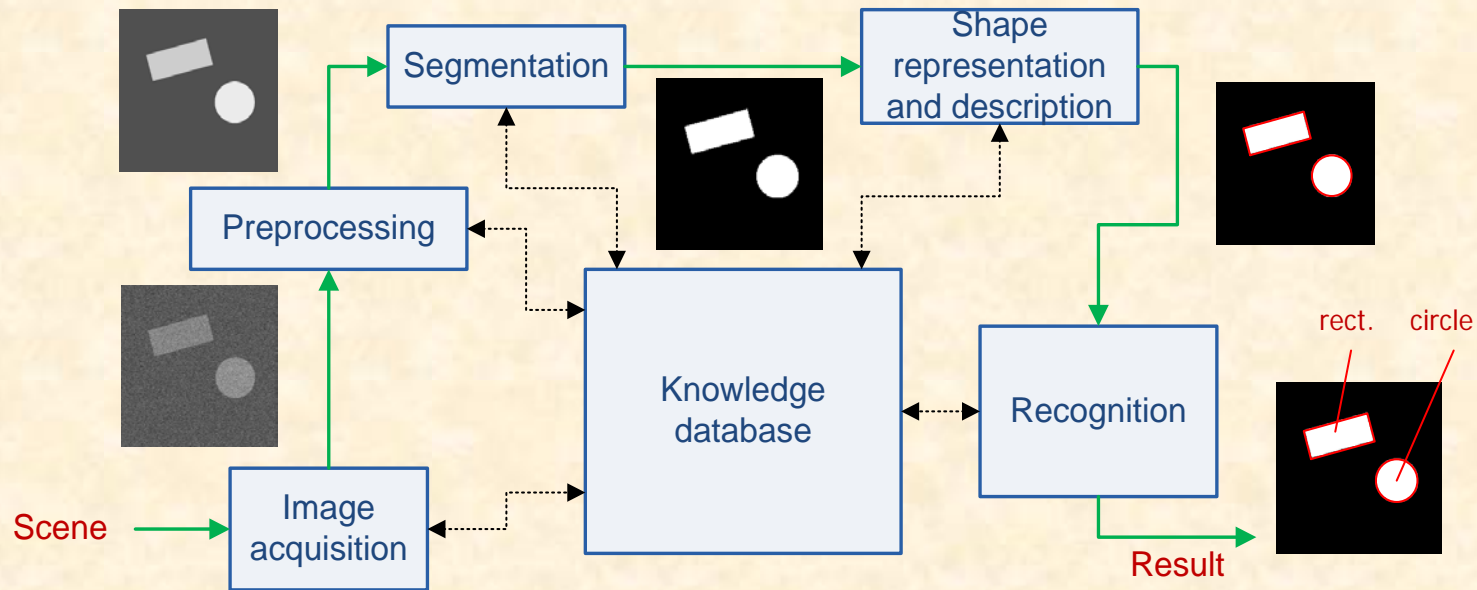 Segmentation
Shape
representation
and description
Preprocessing
Knowledge
database
Recognition
rect.
circle
Scene
Image
acquisition
Result